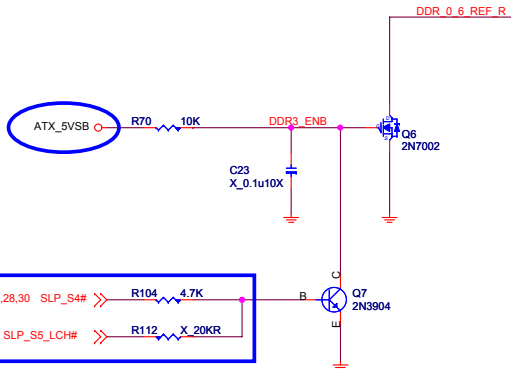 DDR_0_6_REF_R
ATX_5VSB R70 10K DDR3_ENB
Q6
2N7002
C23
X_0.1u10X
C
,28,30 SLP_S4# R104 4.7K B Q7
2N3904
SLP_S5_LCH# R112 X_20KR E